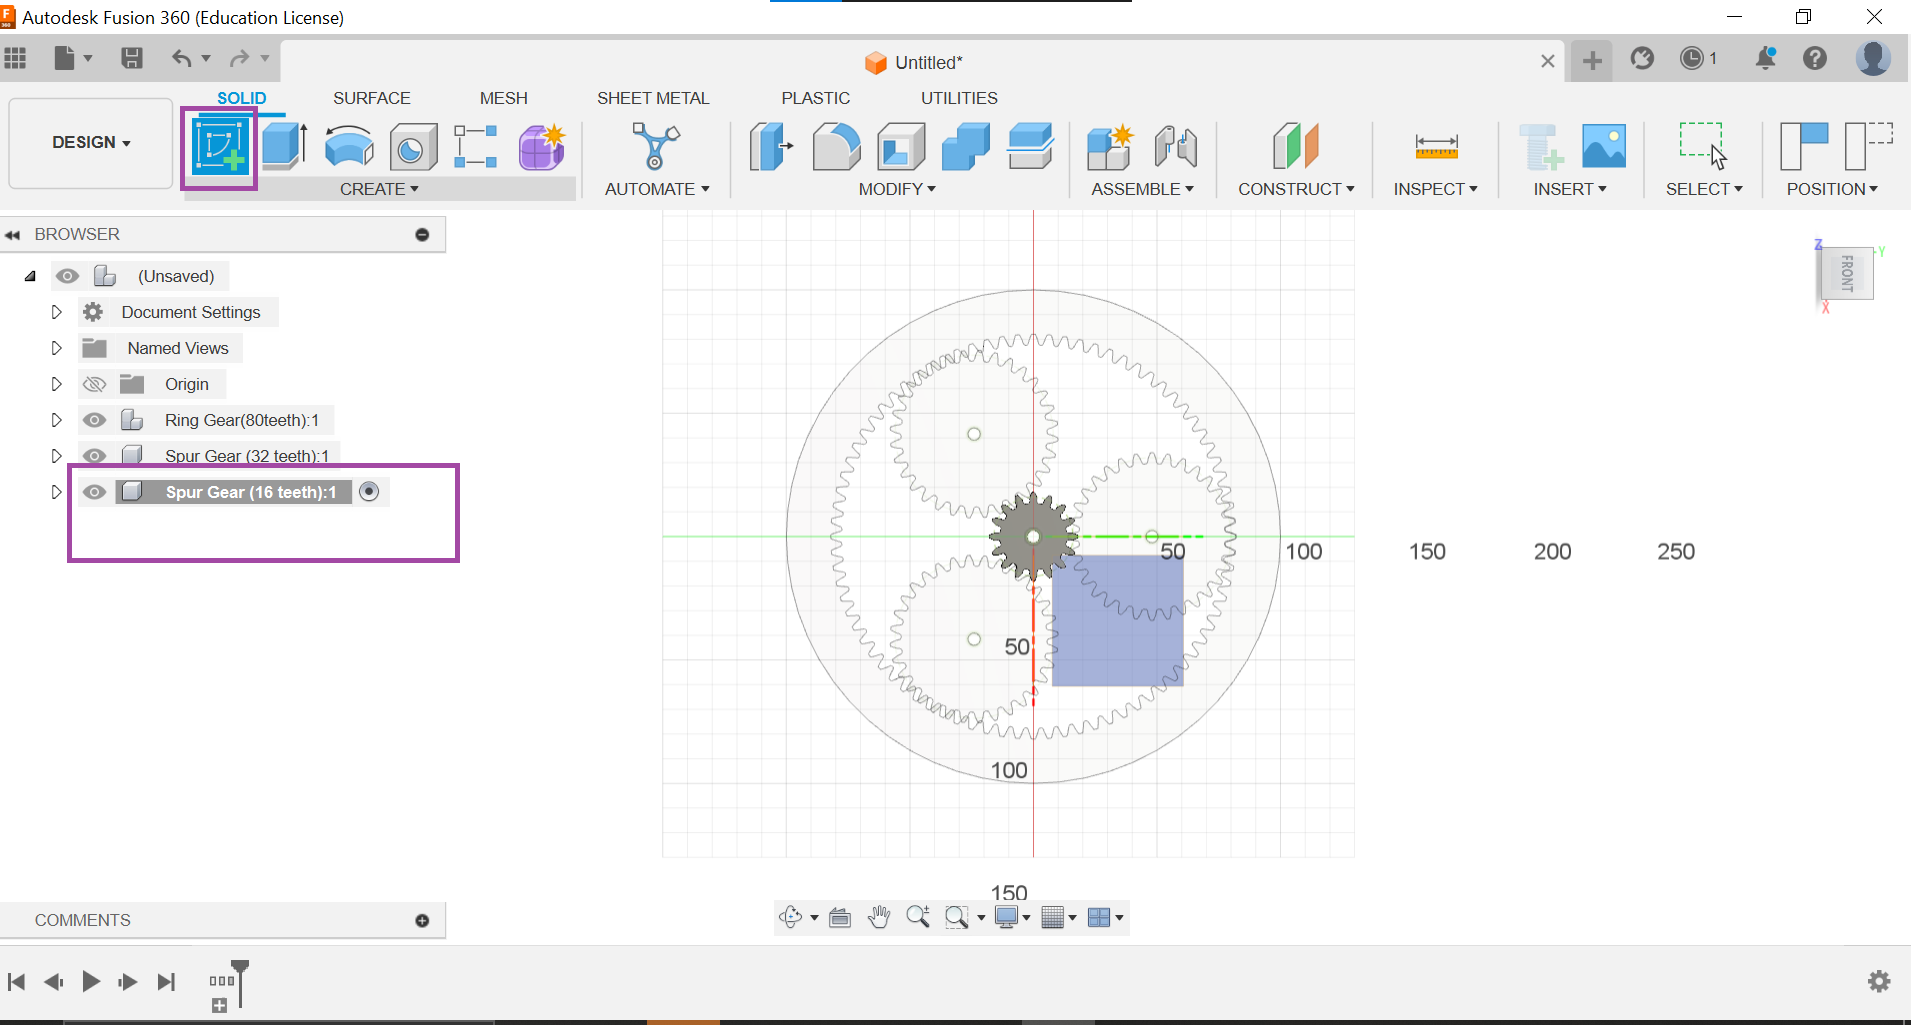 Autodesk Fusion 360 (Education License)
Untitled*
1
SOLID SURFACE MESH SHEET METAL PLASTIC UTILITIES
DESIGN
CREATE AUTOMATE MODIFY ASSEMBLE CONSTRUCT INSPECT INSERT SELECT POSITION
BROWSER
(Unsaved)
Document Settings
Named Views
Origin
Ring Gear(80teeth):1
Spur Gear (32 teeth):1
Spur Gear (16 teeth):1
Z
Y
FRONT
X
50 100 150 200 250
50
100
150
COMMENTS